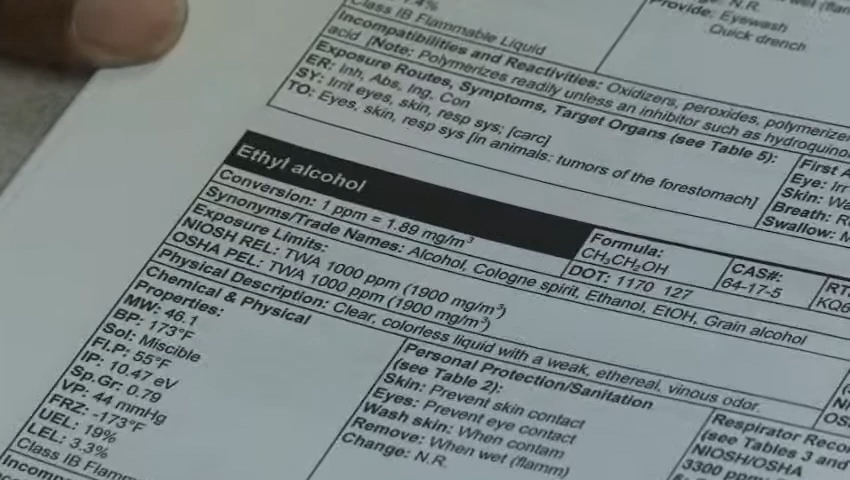 1.4%
Class IB Flammable Liquid
N.R.
wet
Provide: Eyewash
Quick drench
Incompatibilities and Reactivities: Oxidizers, peroxides,
acid [Note: Polymerizes readily unless an inhibitor such as
Exposure Routes, Symptoms, Target Organs (see Table 5):
ER: Inh, Abs, Ing, Con
SY: Irrit eyes, skin, resp sys; [carc]
TO: Eyes, skin, resp sys [in animals: tumors of the forestomach]
First
Eye:
Skin:
Breath:
Swallow:
Ethyl alcohol
Formula:
CH₃CH₂OH
DOT: 1170 127
CAS#:
64-17-5
Conversion: 1 ppm = 1.89 mg/m³
Synonyms/Trade Names: Alcohol, Cologne spirit, Ethanol, EtOH, Grain alcohol
Exposure Limits:
NIOSH REL: TWA 1000 ppm (1900 mg/m³)
OSHA PEL: TWA 1000 ppm (1900 mg/m³)
Physical Description: Clear, colorless liquid with a weak, ethereal, vinous odor.
Chemical & Physical
Properties:
MW: 46.1
BP: 173°F
Sol: Miscible
Fl.P: 55°F
IP: 10.47 eV
Sp.Gr: 0.79
VP: 44 mmHg
FRZ: -173°F
UEL: 19%
LEL: 3.3%
Class IB
Personal Protection/Sanitation
(see Table 2):
Skin: Prevent skin contact
Eyes: Prevent eye contact
Wash skin: When contam
Remove: When wet (flamm)
Change: N.R.
Respirator
(see Tables 3 and
NIOSH/OSHA
3300